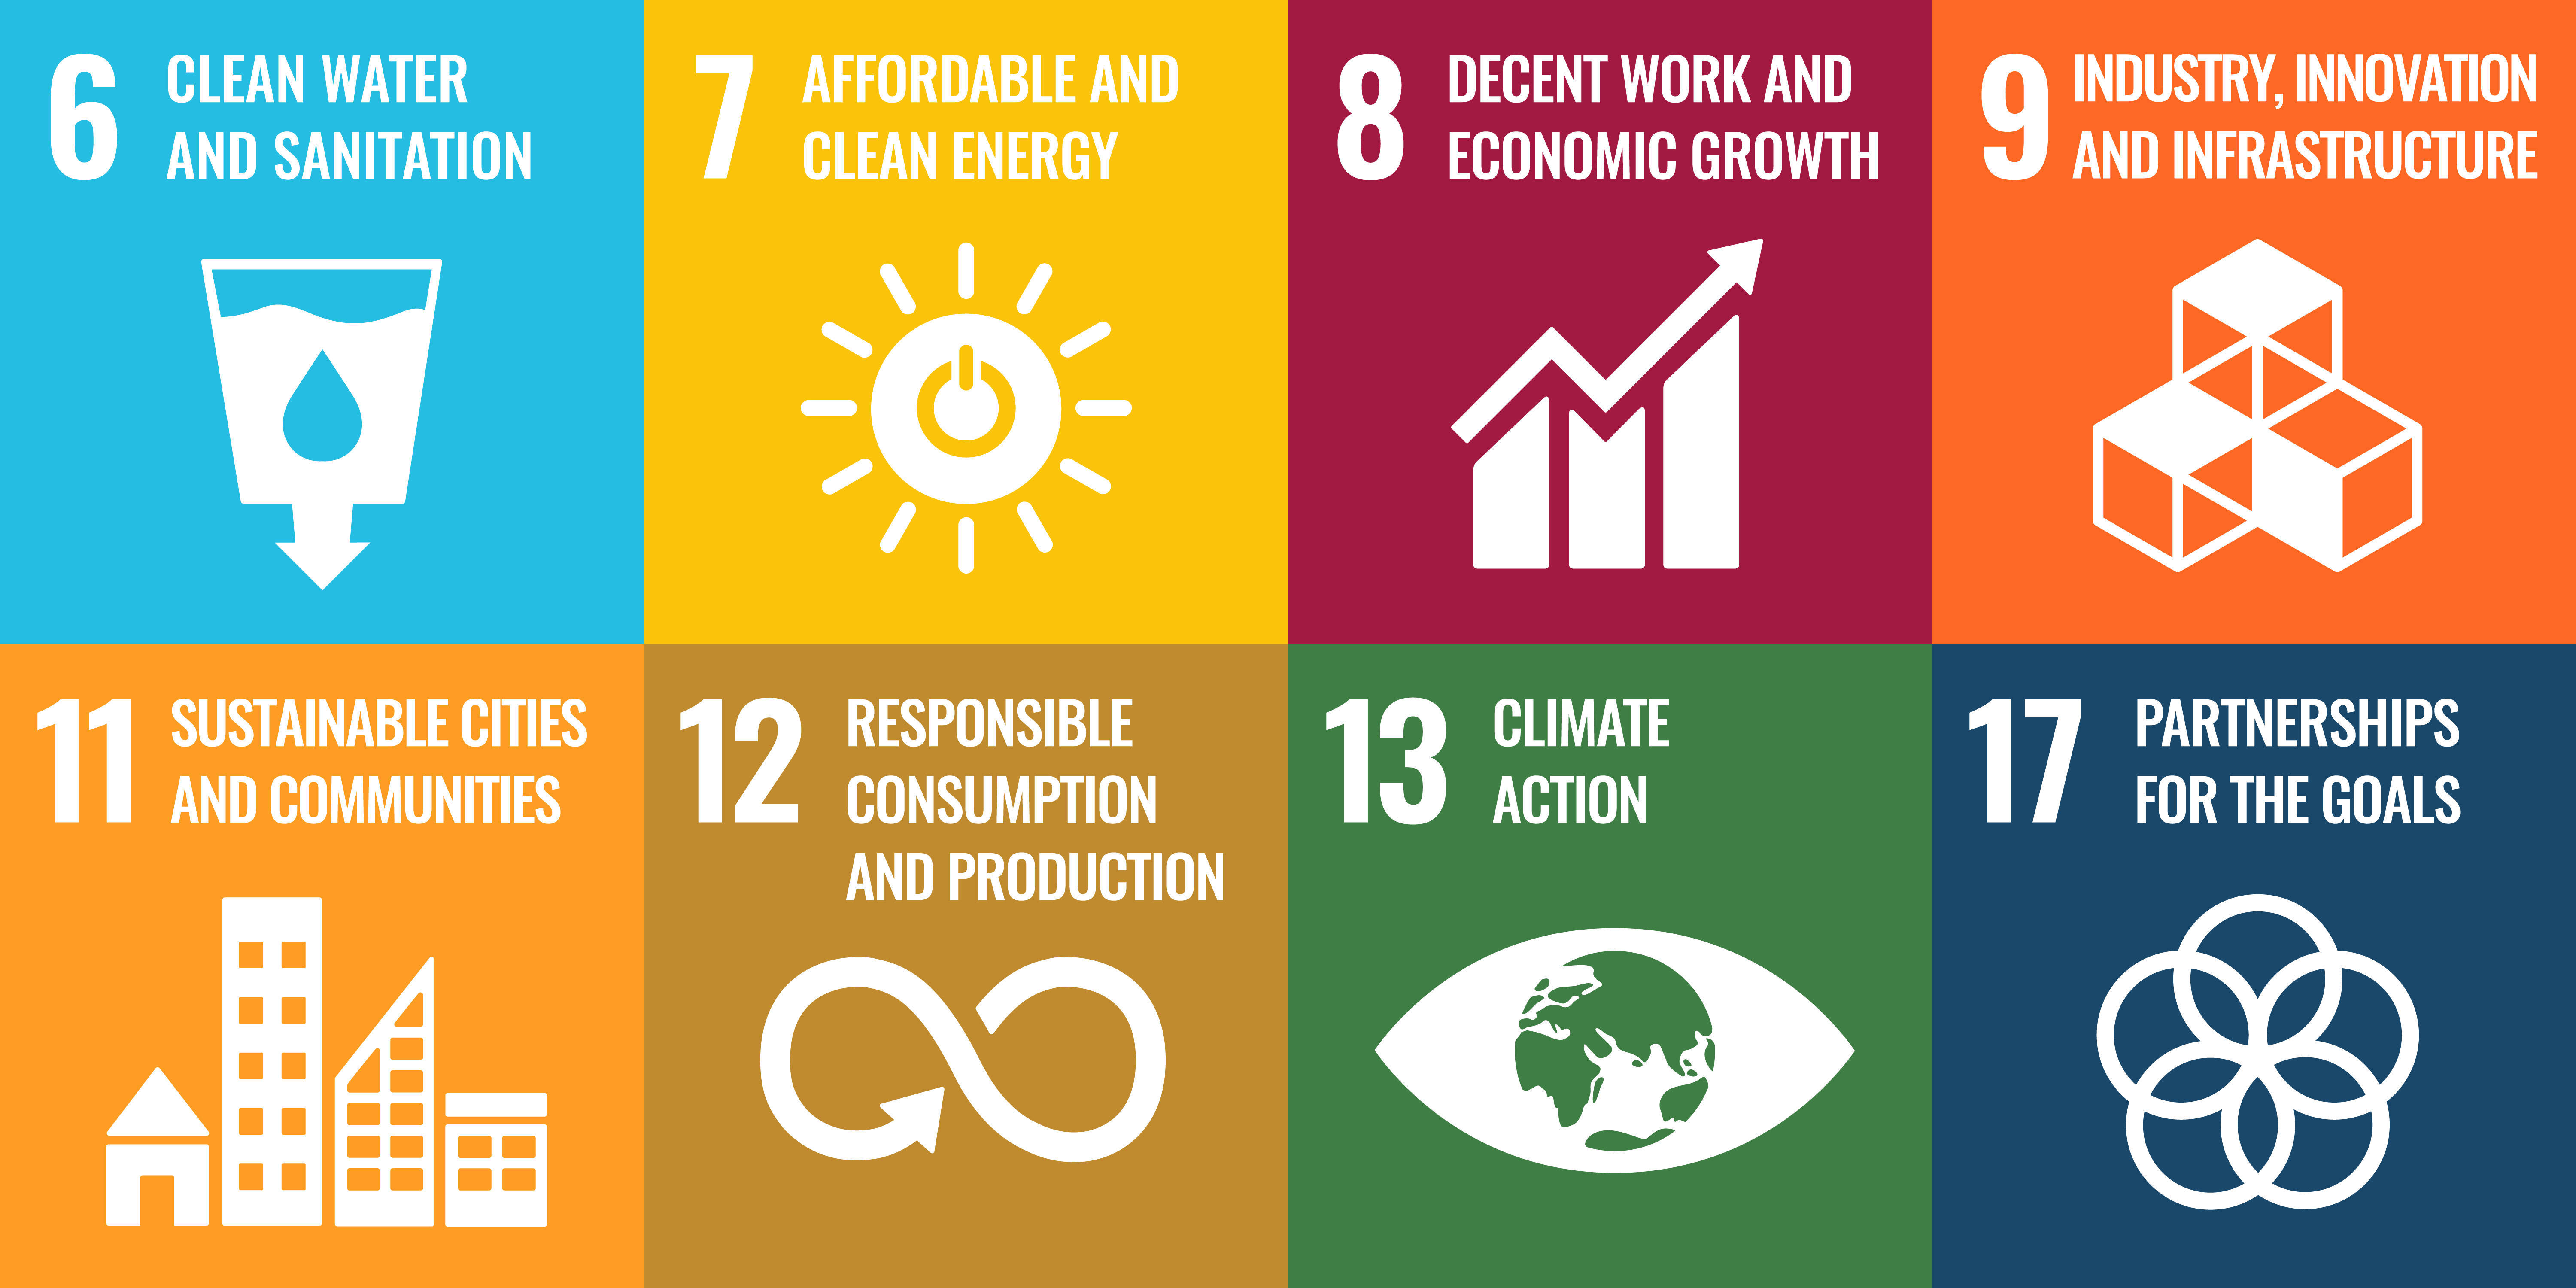 6
CLEAN WATER
AND SANITATION
7
AFFORDABLE AND
CLEAN ENERGY
8
DECENT WORK AND
ECONOMIC GROWTH
9
INDUSTRY, INNOVATION
AND INFRASTRUCTURE
11
SUSTAINABLE CITIES
AND COMMUNITIES
12
RESPONSIBLE
CONSUMPTION
AND PRODUCTION
13
CLIMATE
ACTION
17
PARTNERSHIPS
FOR THE GOALS